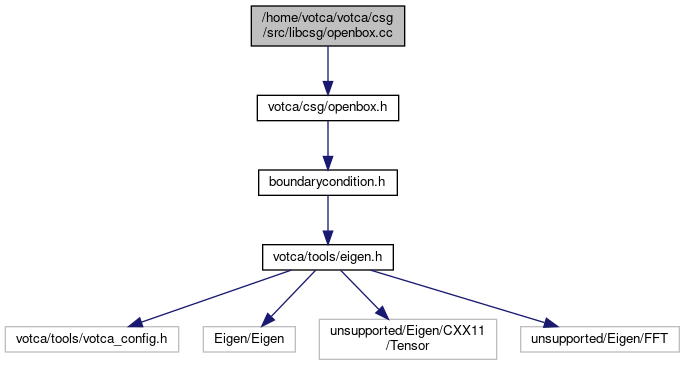 /home/votca/votca/csg
/src/libcsg/openbox.cc
votca/csg/openbox.h
boundarycondition.h
votca/tools/eigen.h
votca/tools/votca_config.h
Eigen/Eigen
unsupported/Eigen/CXX11
/Tensor
unsupported/Eigen/FFT